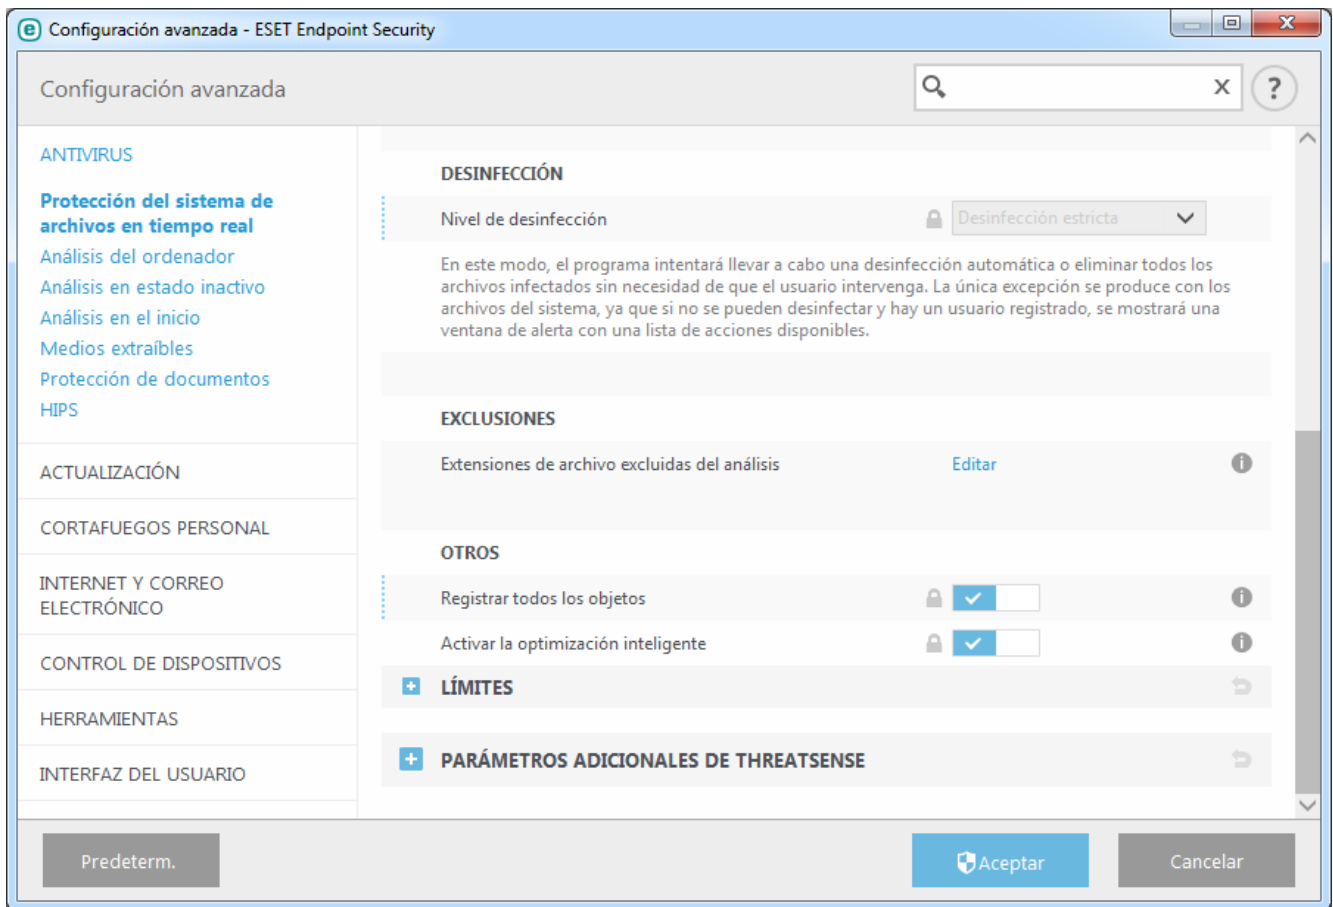 Configuración avanzada - ESET Endpoint Security
Configuración avanzada
ANTIVIRUS
Protección del sistema de
archivos en tiempo real
Análisis del ordenador
Análisis en estado inactivo
Análisis en el inicio
Medios extraíbles
Protección de documentos
HIPS
ACTUALIZACIÓN
CORTAFUEGOS PERSONAL
INTERNET Y CORREO
ELECTRÓNICO
CONTROL DE DISPOSITIVOS
HERRAMIENTAS
INTERFAZ DEL USUARIO
DESINFECCIÓN
Nivel de desinfección
Desinfección estricta
En este modo, el programa intentará llevar a cabo una desinfección automática o eliminar todos los
archivos infectados sin necesidad de que el usuario intervenga. La única excepción se produce con los
archivos del sistema, ya que si no se pueden desinfectar y hay un usuario registrado, se mostrará una
ventana de alerta con una lista de acciones disponibles.
EXCLUSIONES
Extensiones de archivo excluidas del análisis
Editar
OTROS
Registrar todos los objetos
Activar la optimización inteligente
LÍMITES
PARÁMETROS ADICIONALES DE THREATSENSE
Predeterm.
Aceptar
Cancelar